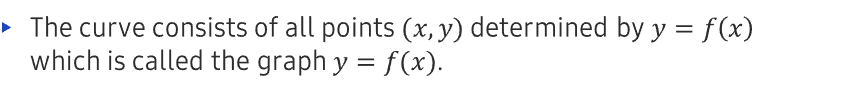 ▸ The curve consists of all points (x, y) determined by y = f(x)
which is called the graph y = f(x).